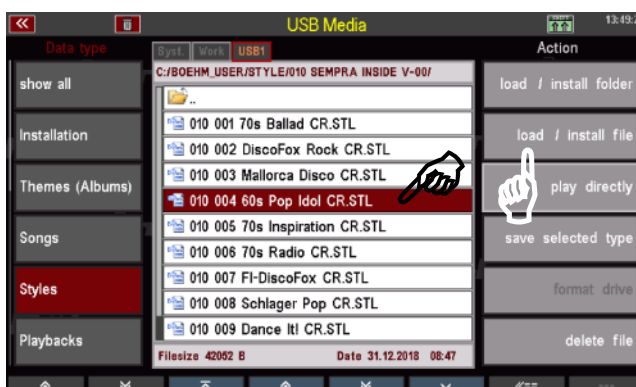 USB Media
13:49:
Data type
Syst. Work USB1
Action
C:/BOEHM_USER/STYLE/010 SEMPRA INSIDE V-00/
..
show all
Installation
Themes (Albums)
Songs
Styles
Playbacks
010 001 70s Ballad CR.STL
010 002 DiscoFox Rock CR.STL
010 003 Mallorca Disco CR.STL
010 004 60s Pop Idol CR.STL
010 005 70s Inspiration CR.STL
010 006 70s Radio CR.STL
010 007 FI-DiscoFox CR.STL
010 008 Schlager Pop CR.STL
010 009 Dance It! CR.STL
Filesize 42052 B Date 31.12.2018 08:47
load / install folder
load / install file
play directly
save selected type
format drive
delete file